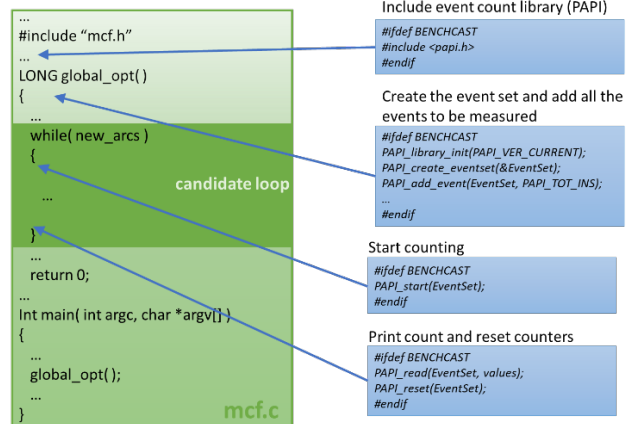 ...
#include “mcf.h”
...
LONG global_opt( )
{
...
while( new_arcs )
{
candidate loop
...
}
...
return 0;
...
Int main( int argc, char *argv[] )
{
...
global_opt( );
...
}
mcf.c
Include event count library (PAPI)
#ifdef BENCHCAST
#include <papi.h>
#endif
Create the event set and add all the
events to be measured
#ifdef BENCHCAST
PAPI_library_init(PAPI_VER_CURRENT);
PAPI_create_eventset(&EventSet);
PAPI_add_event(EventSet, PAPI_TOT_INS);
...
#endif
Start counting
#ifdef BENCHCAST
PAPI_start(EventSet);
#endif
Print count and reset counters
#ifdef BENCHCAST
PAPI_read(EventSet, values);
PAPI_reset(EventSet);
#endif